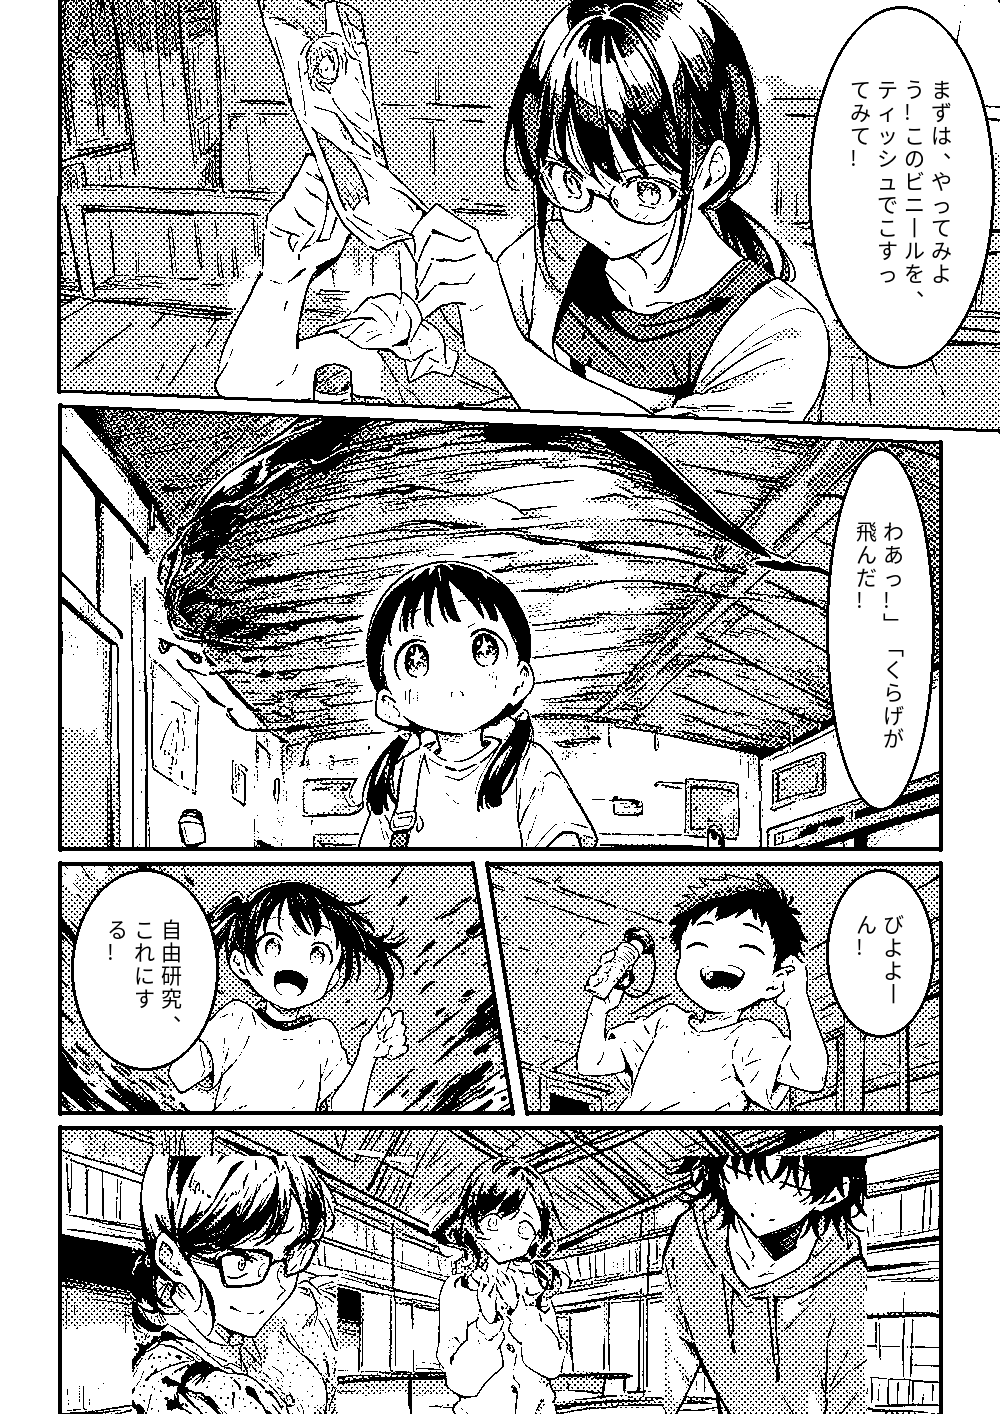 まずは、やってみよ
う！このビニールを、
ティッシュでこすっ
てみて！
わあっ！」「くらげが
飛んだ！
びよよー
ん！
自由研究、
これにす
る！